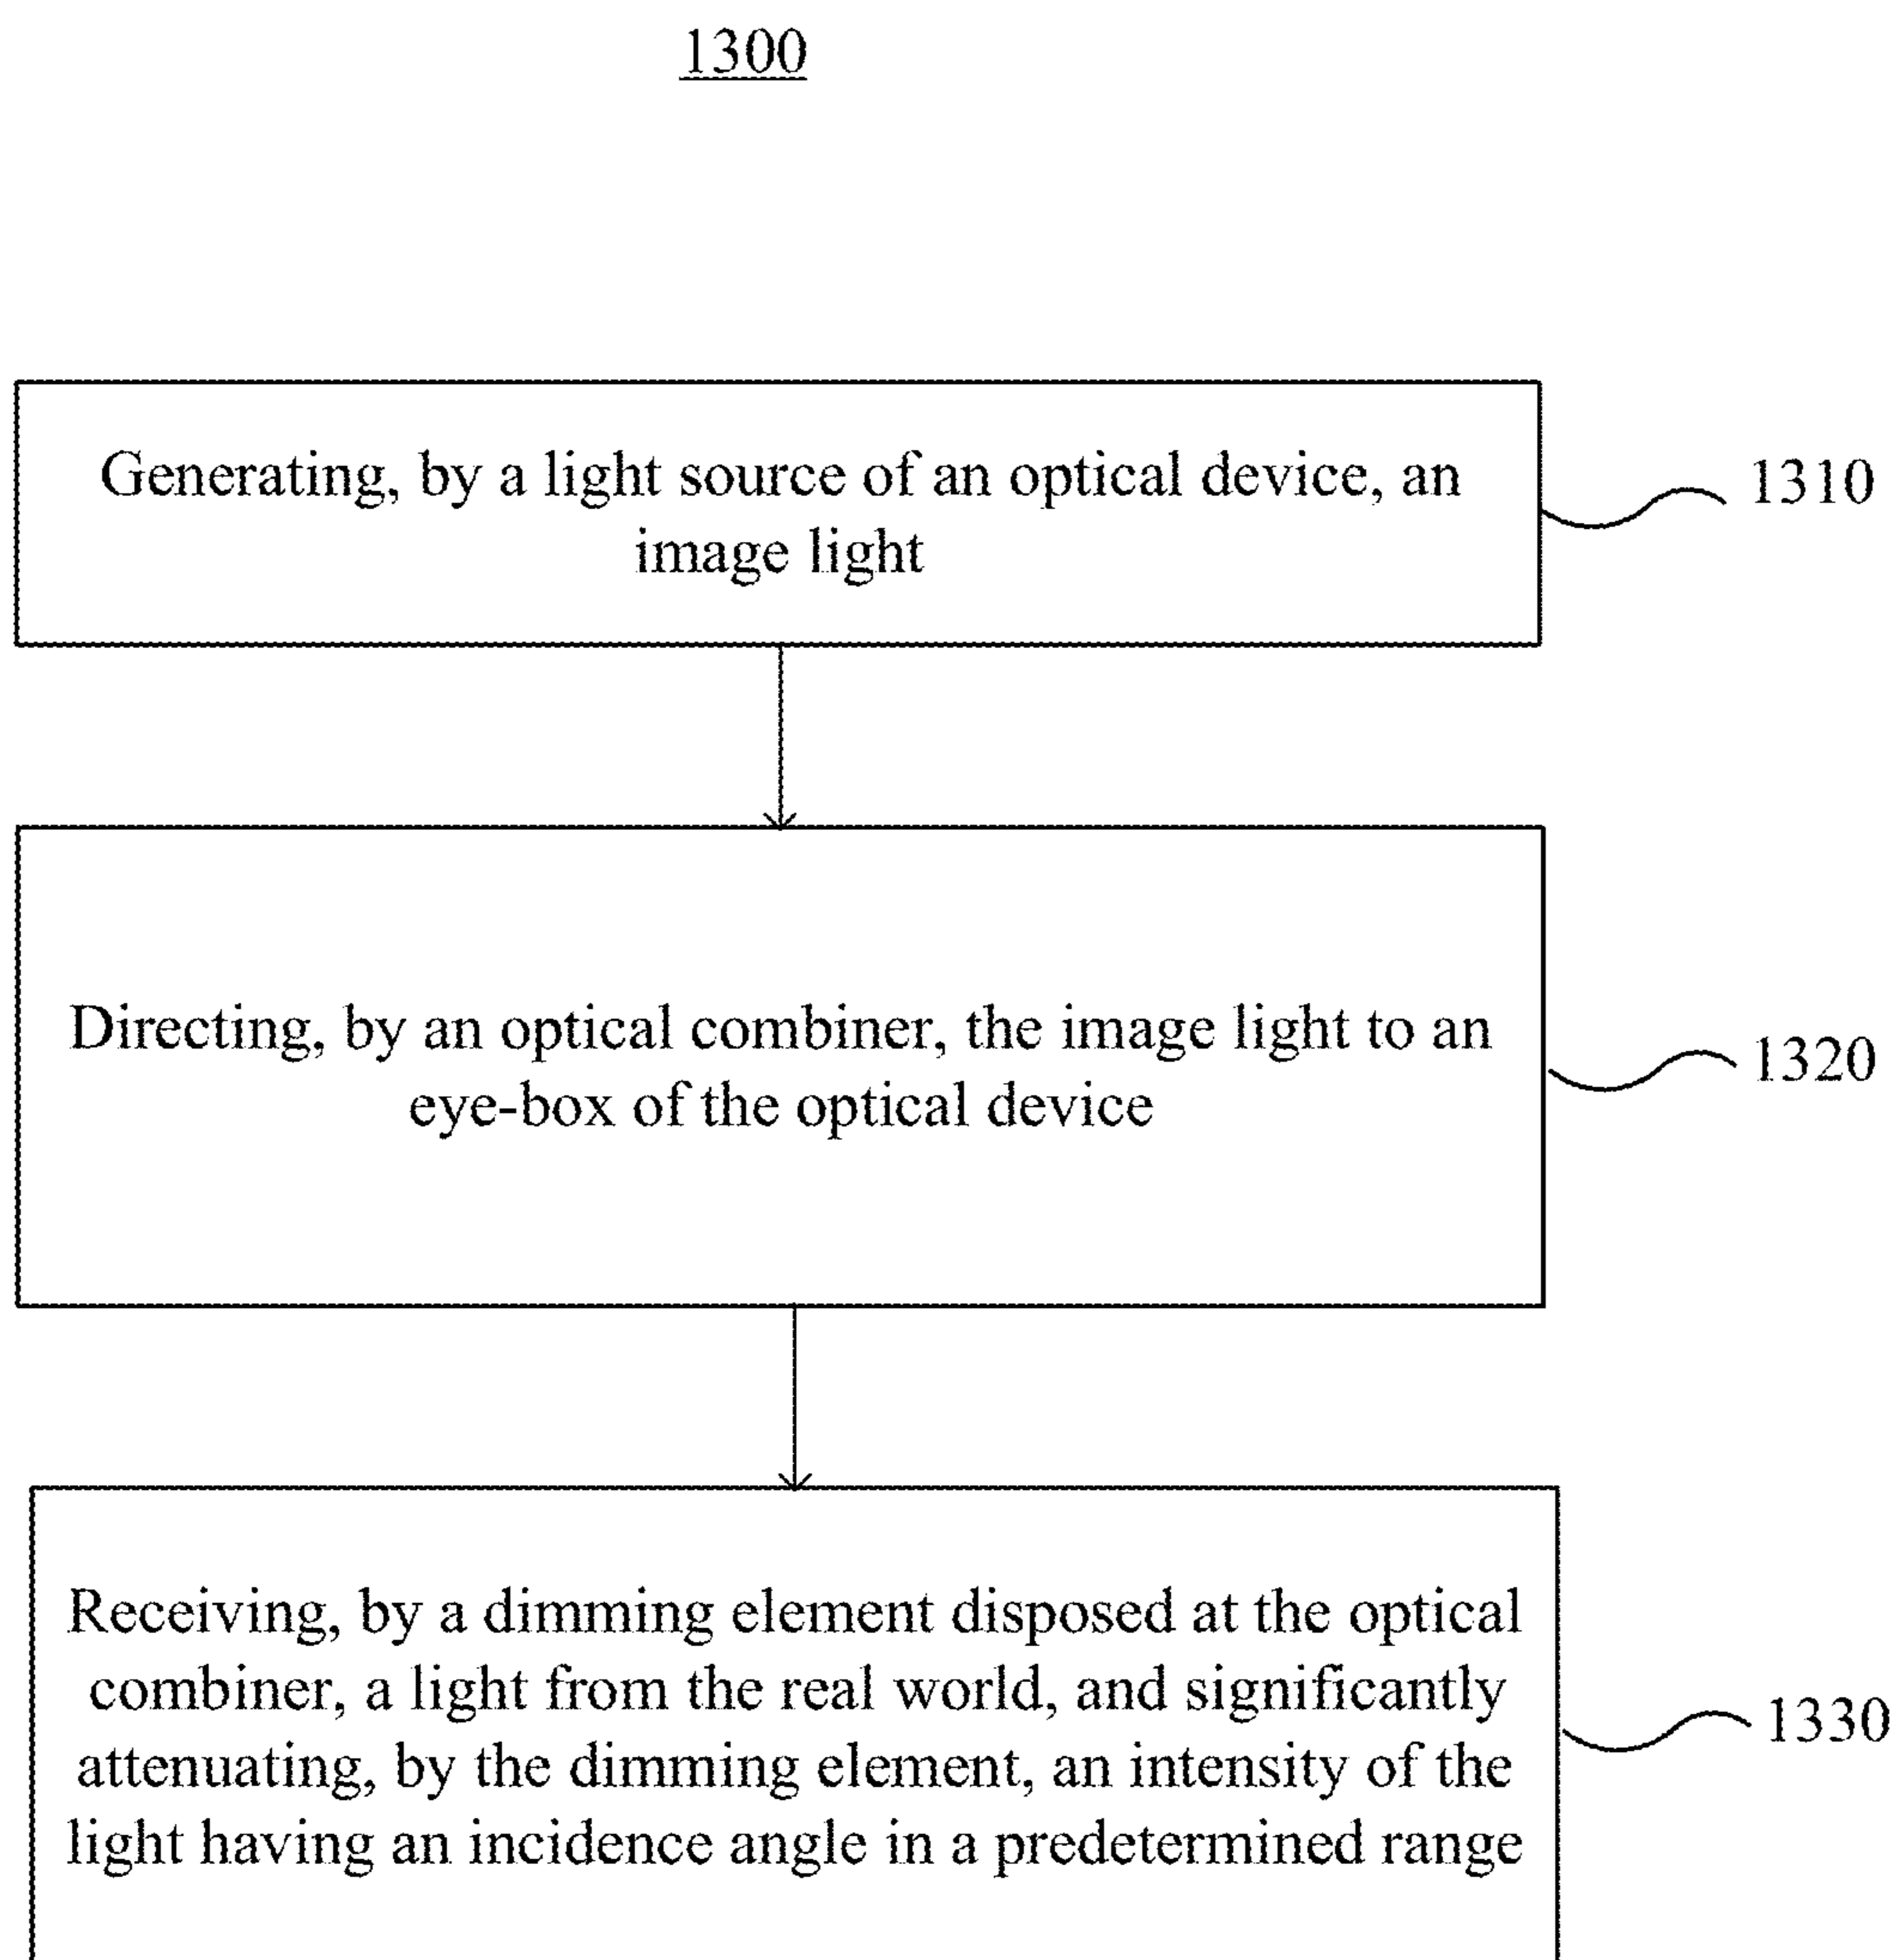 1300
Generating, by a light source of an optical device, an
image light
1310
Directing, by an optical combiner, the image light to an
eye-box of the optical device
1320
Receiving, by a dimming element disposed at the optical
combiner, a light from the real world, and significantly
attenuating, by the dimming element, an intensity of the
light having an incidence angle in a predetermined range
1330